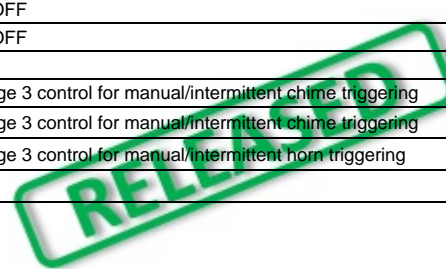 OFF
OFF
ge 3 control for manual/intermittent chime triggering
ge 3 control for manual/intermittent chime triggering
ge 3 control for manual/intermittent horn triggering
RELEASED